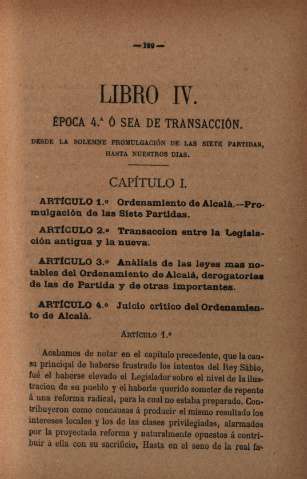 — 199 —
LIBRO IV.
ÉPOCA 4.ª Ó SEA DE TRANSACCIÓN.
DESDE LA SOLEMNE PROMULGACIÓN DE LAS SIETE PARTIDAS,
HASTA NUESTROS DIAS.
CAPÍTULO I.
ARTÍCULO 1.º Ordenamiento de Alcalá.—Pro-
mulgación de las Siete Partidas.
ARTÍCULO 2.º Transaccion entre la Legisla-
ción antigua y la nueva.
ARTÍCULO 3.º Análisis de las leyes mas no-
tables del Ordenamiento de Alcalá, derogatorias
de las de Partida y de otras importantes.
ARTÍCULO 4.º Juicio critico del Ordenamien-
to de Alcalá.
ARTÍCULO 1.º
Acabamos de notar en el capítulo precedente, que la cau-
sa principal de haberse frustrado los intentos del Rey Sábio,
fué el haberse elevado el Legislador sobre el nivel de la ilus-
tracion de su pueblo y el haberle querido someter de repente
á una reforma radical, para la cual no estaba preparado. Con-
tribuyeron como concausas á producir el mismo resultado los
intereses locales y los de las clases privilegiadas, alarmados
por la proyectada reforma y naturalmente opuestos á contri-
buir á ella con su sacrificio, Hasta en el seno de la real fa-